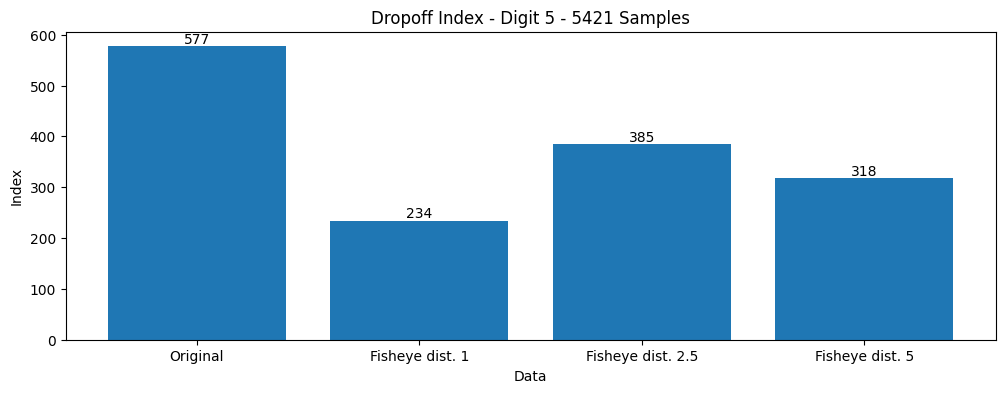 Dropoff Index - Digit 5 - 5421 Samples
600
500
400
300
200
100
0
Index
577
234
385
318
Original
Fisheye dist. 1
Fisheye dist. 2.5
Fisheye dist. 5
Data